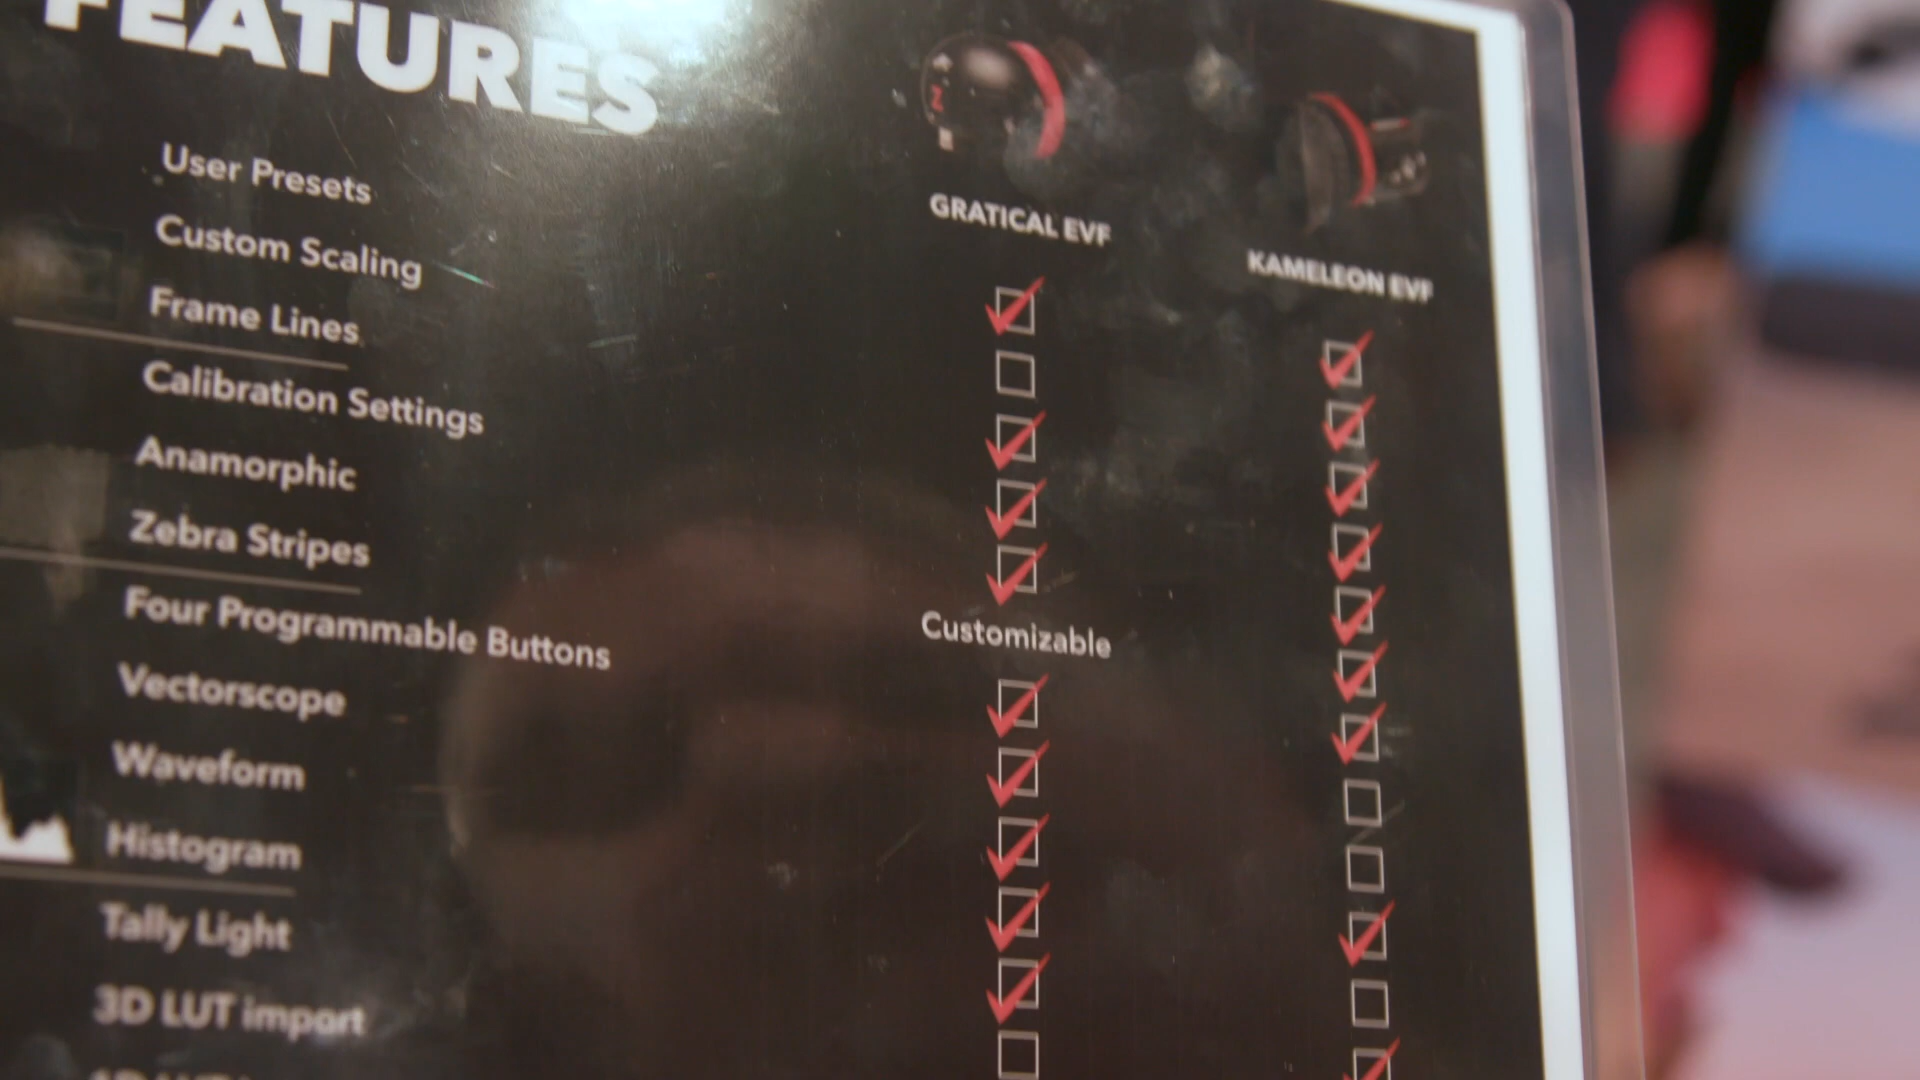 FEATURES
GRATICAL EVF
KAMELEON EVF
User Presets
Custom Scaling
Frame Lines
Calibration Settings
Anamorphic
Zebra Stripes
Customizable
Four Programmable Buttons
Vectorscope
Waveform
Histogram
Tally Light
3D LUT import